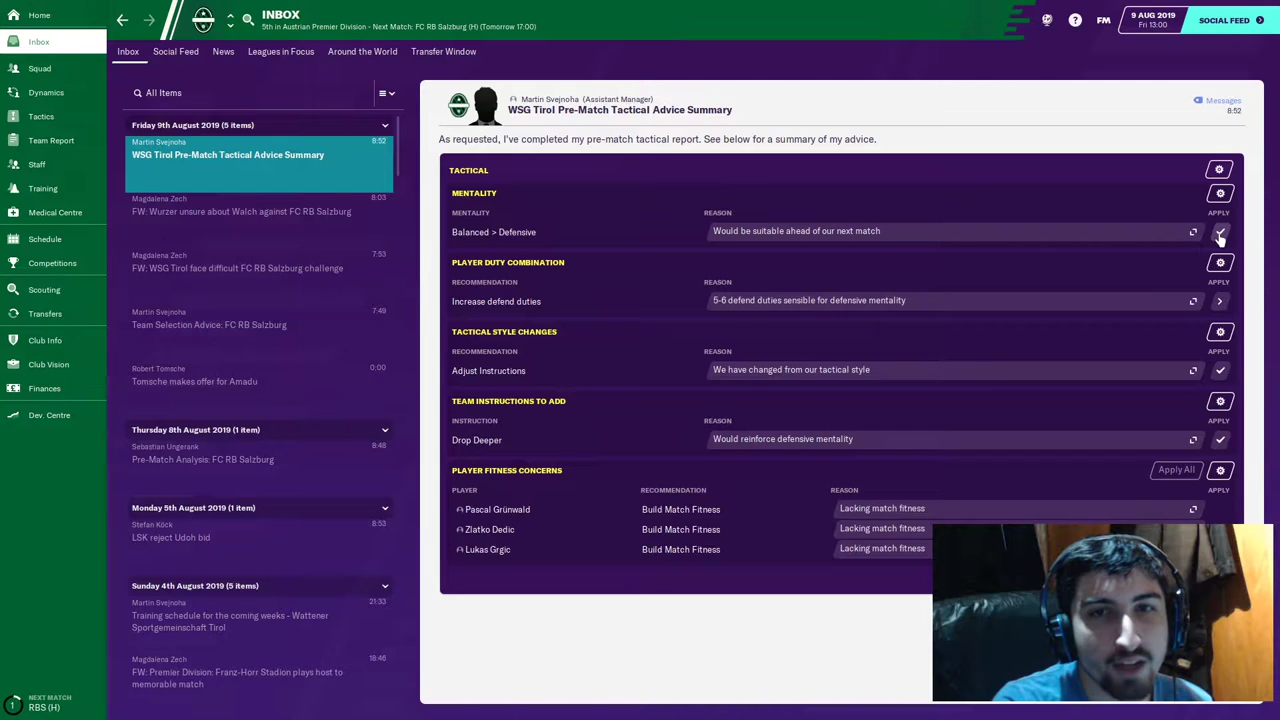 Home
Inbox
Squad
Dynamics
Tactics
Team Report
Staff
Training
Medical Centre
Schedule
Competitions
Scouting
Transfers
Club Info
Club Vision
Finances
Dev. Centre
1
NEXT MATCH
RBS (H)
INBOX
5th in Austrian Premier Division - Next Match: FC RB Salzburg (H) (Tomorrow 17:00)
FM
9 AUG 2019
Fri 13:00
SOCIAL FEED
Inbox
Social Feed
News
Leagues in Focus
Around the World
Transfer Window
All Items
Friday 9th August 2019 (5 items)
Martin Svejnoha 8:52
WSG Tirol Pre-Match Tactical Advice Summary
Magdalena Zech 8:03
FW: Wurzer unsure about Walch against FC RB Salzburg
Magdalena Zech 7:53
FW: WSG Tirol face difficult FC RB Salzburg challenge
Martin Svejnoha 7:49
Team Selection Advice: FC RB Salzburg
Robert Tomsche 0:00
Tomsche makes offer for Amadu
Thursday 8th August 2019 (1 item)
Sebastian Ungerank 8:48
Pre-Match Analysis: FC RB Salzburg
Monday 5th August 2019 (1 item)
Stefan Köck 8:53
LSK reject Udoh bid
Sunday 4th August 2019 (5 items)
Martin Svejnoha 21:33
Training schedule for the coming weeks - Wattener
Sportgemeinschaft Tirol
Magdalena Zech 18:46
FW: Premier Division: Franz-Horr Stadion plays host to
memorable match
Martin Svejnoha (Assistant Manager)
WSG Tirol Pre-Match Tactical Advice Summary
Messages
8:52
As requested, I've completed my pre-match tactical report. See below for a summary of my advice.
TACTICAL
MENTALITY
MENTALITY REASON APPLY
Balanced > Defensive Would be suitable ahead of our next match
PLAYER DUTY COMBINATION
RECOMMENDATION REASON APPLY
Increase defend duties 5-6 defend duties sensible for defensive mentality
TACTICAL STYLE CHANGES
RECOMMENDATION REASON APPLY
Adjust Instructions We have changed from our tactical style
TEAM INSTRUCTIONS TO ADD
INSTRUCTION REASON APPLY
Drop Deeper Would reinforce defensive mentality
PLAYER FITNESS CONCERNS Apply All
PLAYER RECOMMENDATION REASON APPLY
Pascal Grünwald Build Match Fitness Lacking match fitness
Zlatko Dedic Build Match Fitness Lacking match fitness
Lukas Grgic Build Match Fitness Lacking match fitness